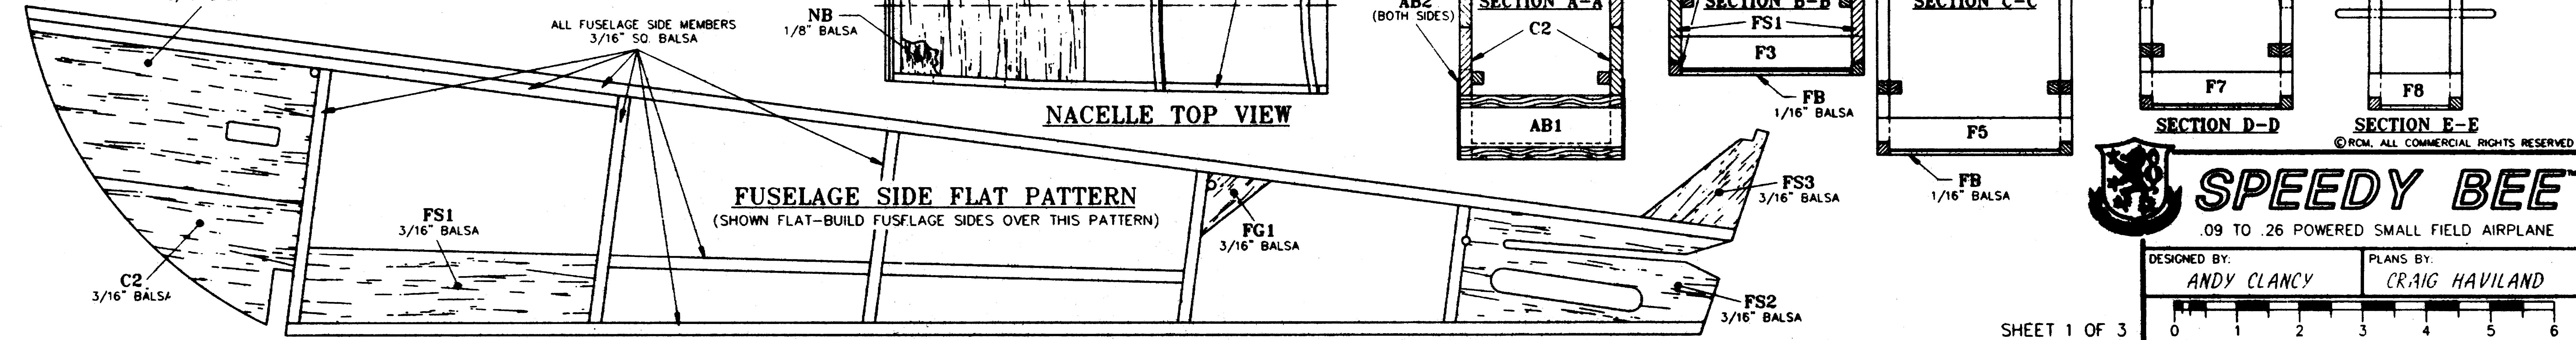 ALL FUSELAGE SIDE MEMBERS
3/16" SQ. BALSA
NB
1/8" BALSA
NACELLE TOP VIEW
AB2
(BOTH SIDES)
SECTION A-A
C2
AB1
SECTION B-B
FS1
F3
FB
1/16" BALSA
SECTION C-C
F5
FB
1/16" BALSA
F7
SECTION D-D
F8
SECTION E-E
©RCM, ALL COMMERCIAL RIGHTS RESERVED
FUSELAGE SIDE FLAT PATTERN
(SHOWN FLAT-BUILD FUSELAGE SIDES OVER THIS PATTERN)
FS1
3/16" BALSA
C2
3/16" BALSA
FG1
3/16" BALSA
FS3
3/16" BALSA
FS2
3/16" BALSA
SPEEDY BEE™
.09 TO .26 POWERED SMALL FIELD AIRPLANE
DESIGNED BY:
ANDY CLANCY
PLANS BY:
CRAIG HAVILAND
SHEET 1 OF 3
0 1 2 3 4 5 6